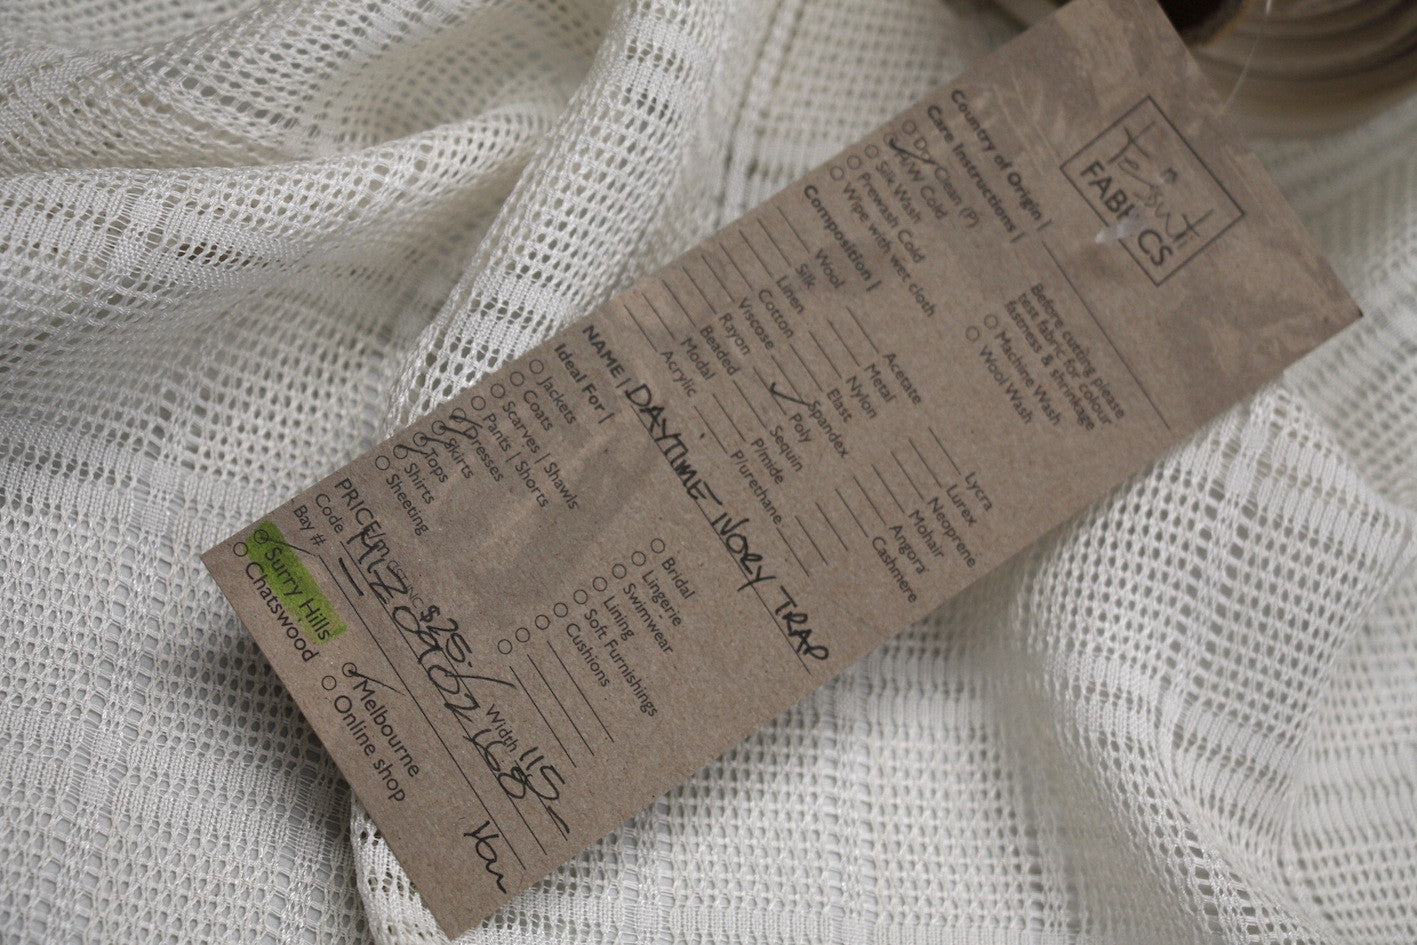 Tessuti
FABRICS
Country of Origin |
Care Instructions |
Dry Clean (P)
H/W Cold
Silk Wash
Prewash Cold
Wipe with wet cloth
Before cutting please
test fabric for colour
fastness & shrinkage
Machine Wash
Wool Wash
Composition |
Wool
Silk
Linen
Cotton
Viscose
Rayon
Beaded
Modal
Acrylic
Acetate
Metal
Nylon
Elast
Spandex
Poly
Sequin
P/mide
P/urethane
Lycra
Lurex
Neoprene
Mohair
Angora
Cashmere
NAME | DAYTIME IVORY TRAP
Ideal For |
Jackets
Coats
Scarves | Shawls
Pants | Shorts
Dresses
Skirts
Tops
Shirts
Sheeting
Bridal
Lingerie
Swimwear
Lining
Soft Furnishings
Cushions
PRICE/m $25 Width 115
Code
Bay #
Surry Hills
Chatswood
Melbourne
Online shop